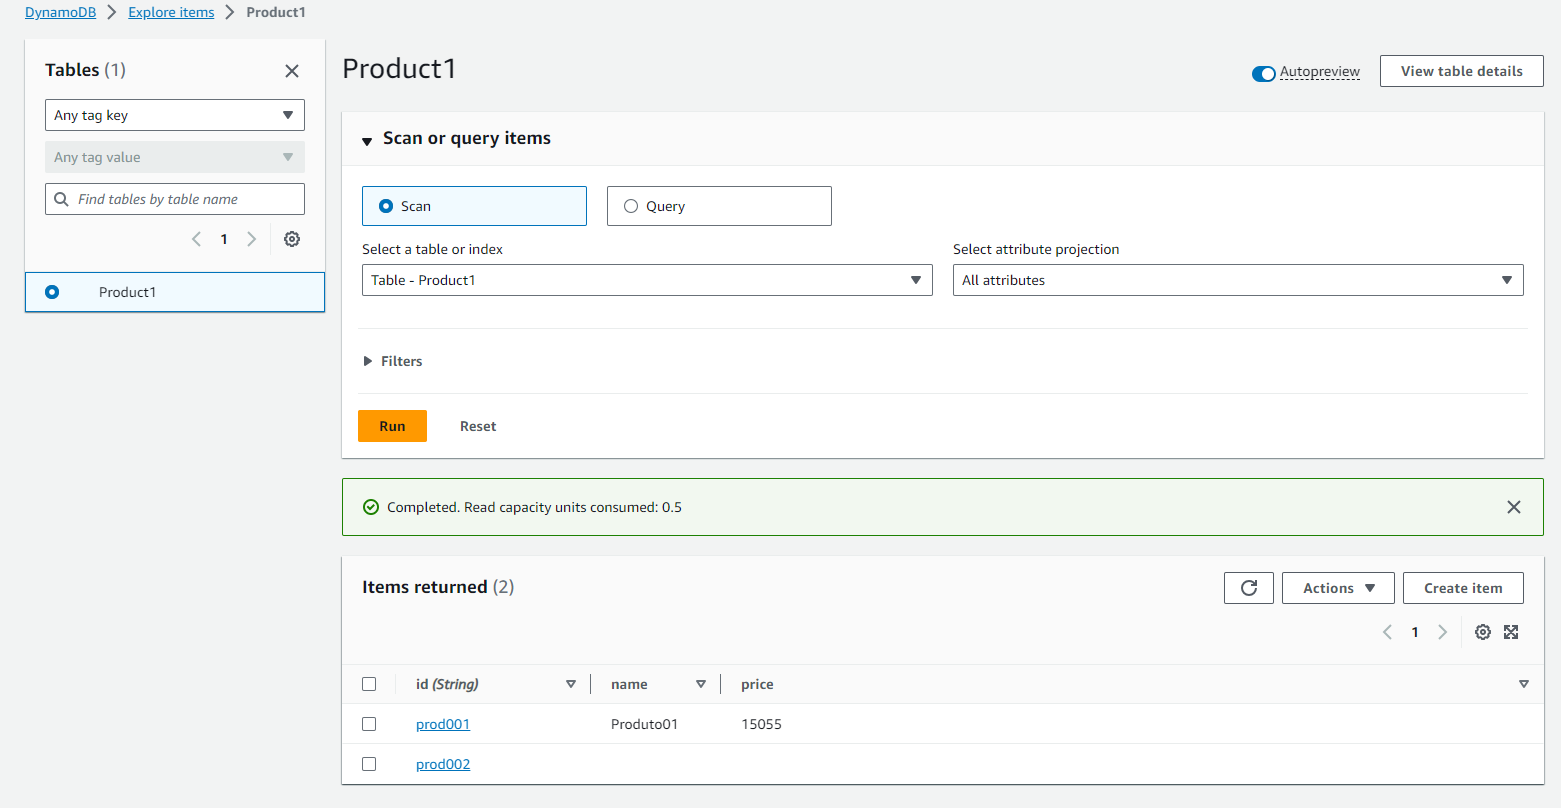 DynamoDB > Explore items > Product1
Tables (1)
Any tag key
Any tag value
Find tables by table name
1
Product1
Product1
Autopreview
View table details
Scan or query items
Scan
Query
Select a table or index
Select attribute projection
Table - Product1
All attributes
Filters
Run
Reset
Completed. Read capacity units consumed: 0.5
Items returned (2)
Actions
Create item
1
id (String)
name
price
prod001
Produto01
15055
prod002